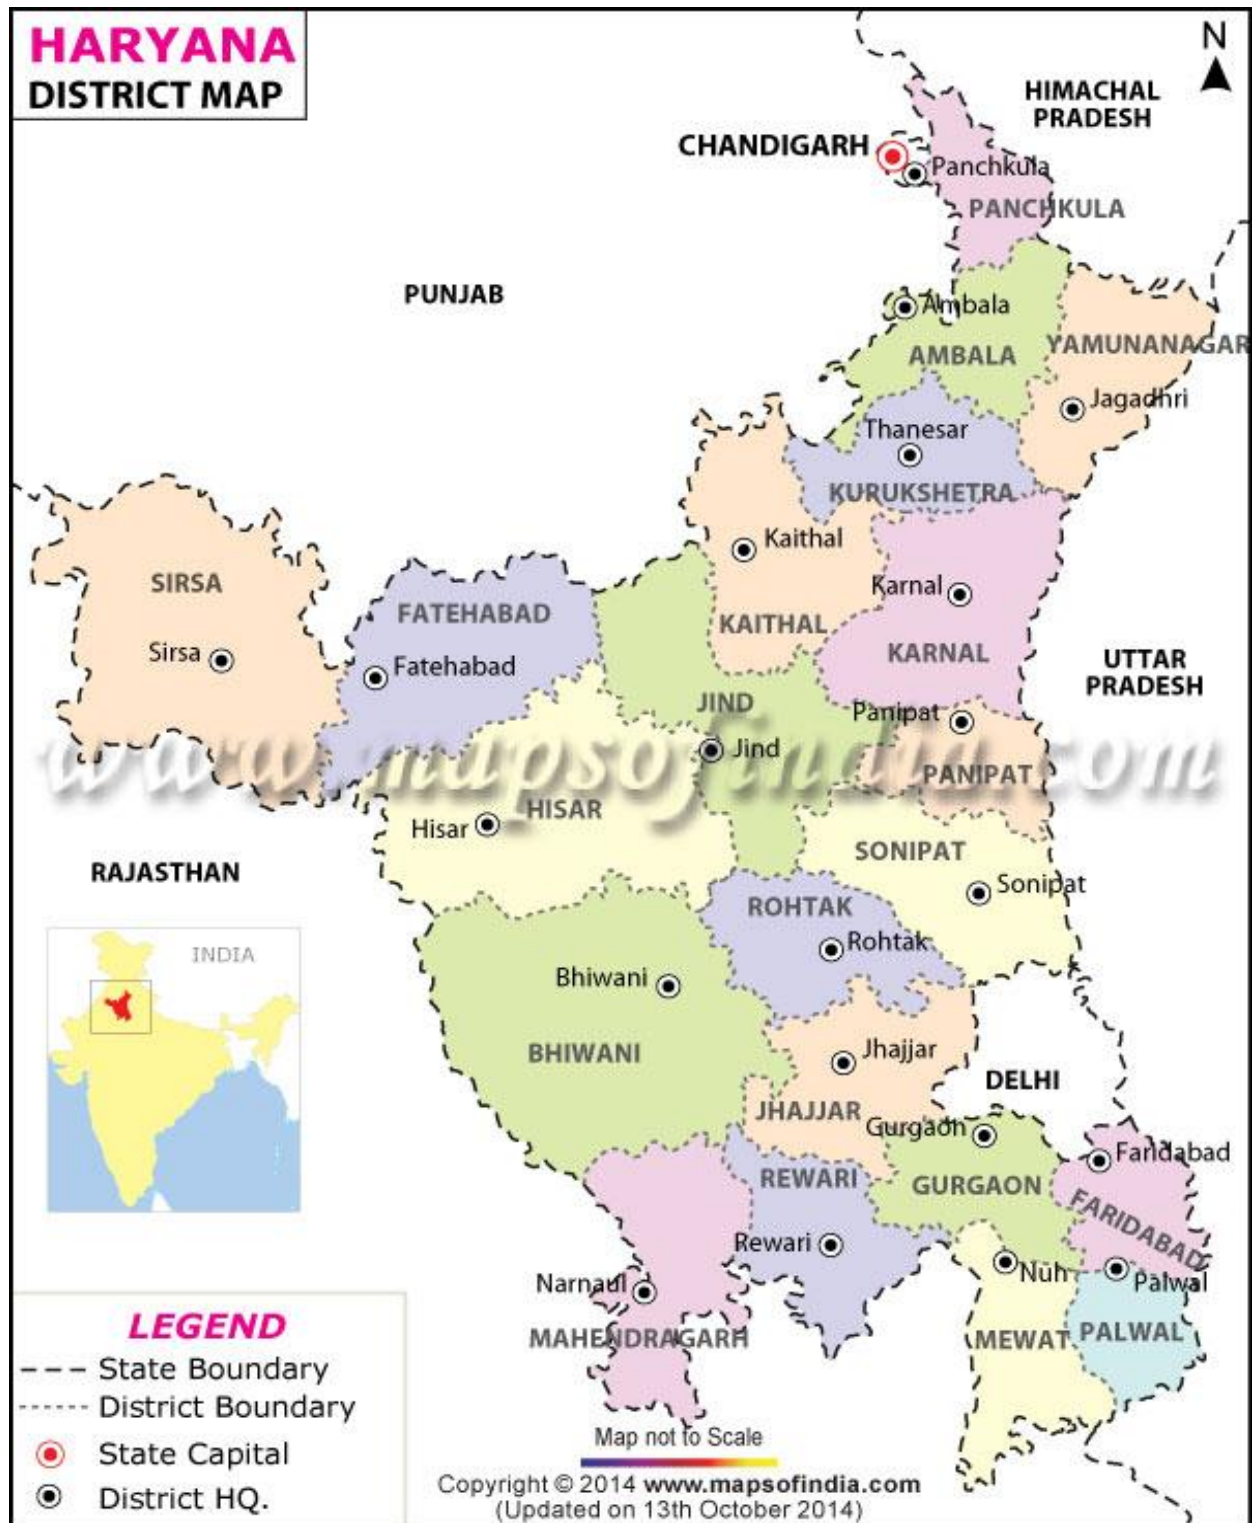 HARYANA
DISTRICT MAP
N
HIMACHAL
PRADESH
CHANDIGARH
Panchkula
PANCHKULA
PUNJAB
Ambala
AMBALA
YAMUNANAGAR
Jagadhri
Thanesar
KURUKSHETRA
Kaithal
KAITHAL
SIRSA
Sirsa
FATEHABAD
Fatehabad
Karnal
KARNAL
UTTAR
PRADESH
JIND
Jind
Panipat
PANIPAT
www.mapsofindia.com
HISAR
Hisar
SONIPAT
Sonipat
RAJASTHAN
ROHTAK
Rohtak
INDIA
Bhiwani
BHIWANI
Jhajjar
JHAJJAR
DELHI
Gurgaon
GURGAON
Faridabad
FARIDABAD
REWARI
Rewari
Nuh
Palwal
PALWAL
MEWAT
Narnaul
MAHENDRAGARH
LEGEND
State Boundary
District Boundary
State Capital
District HQ.
Map not to Scale
Copyright © 2014 www.mapsofindia.com
(Updated on 13th October 2014)